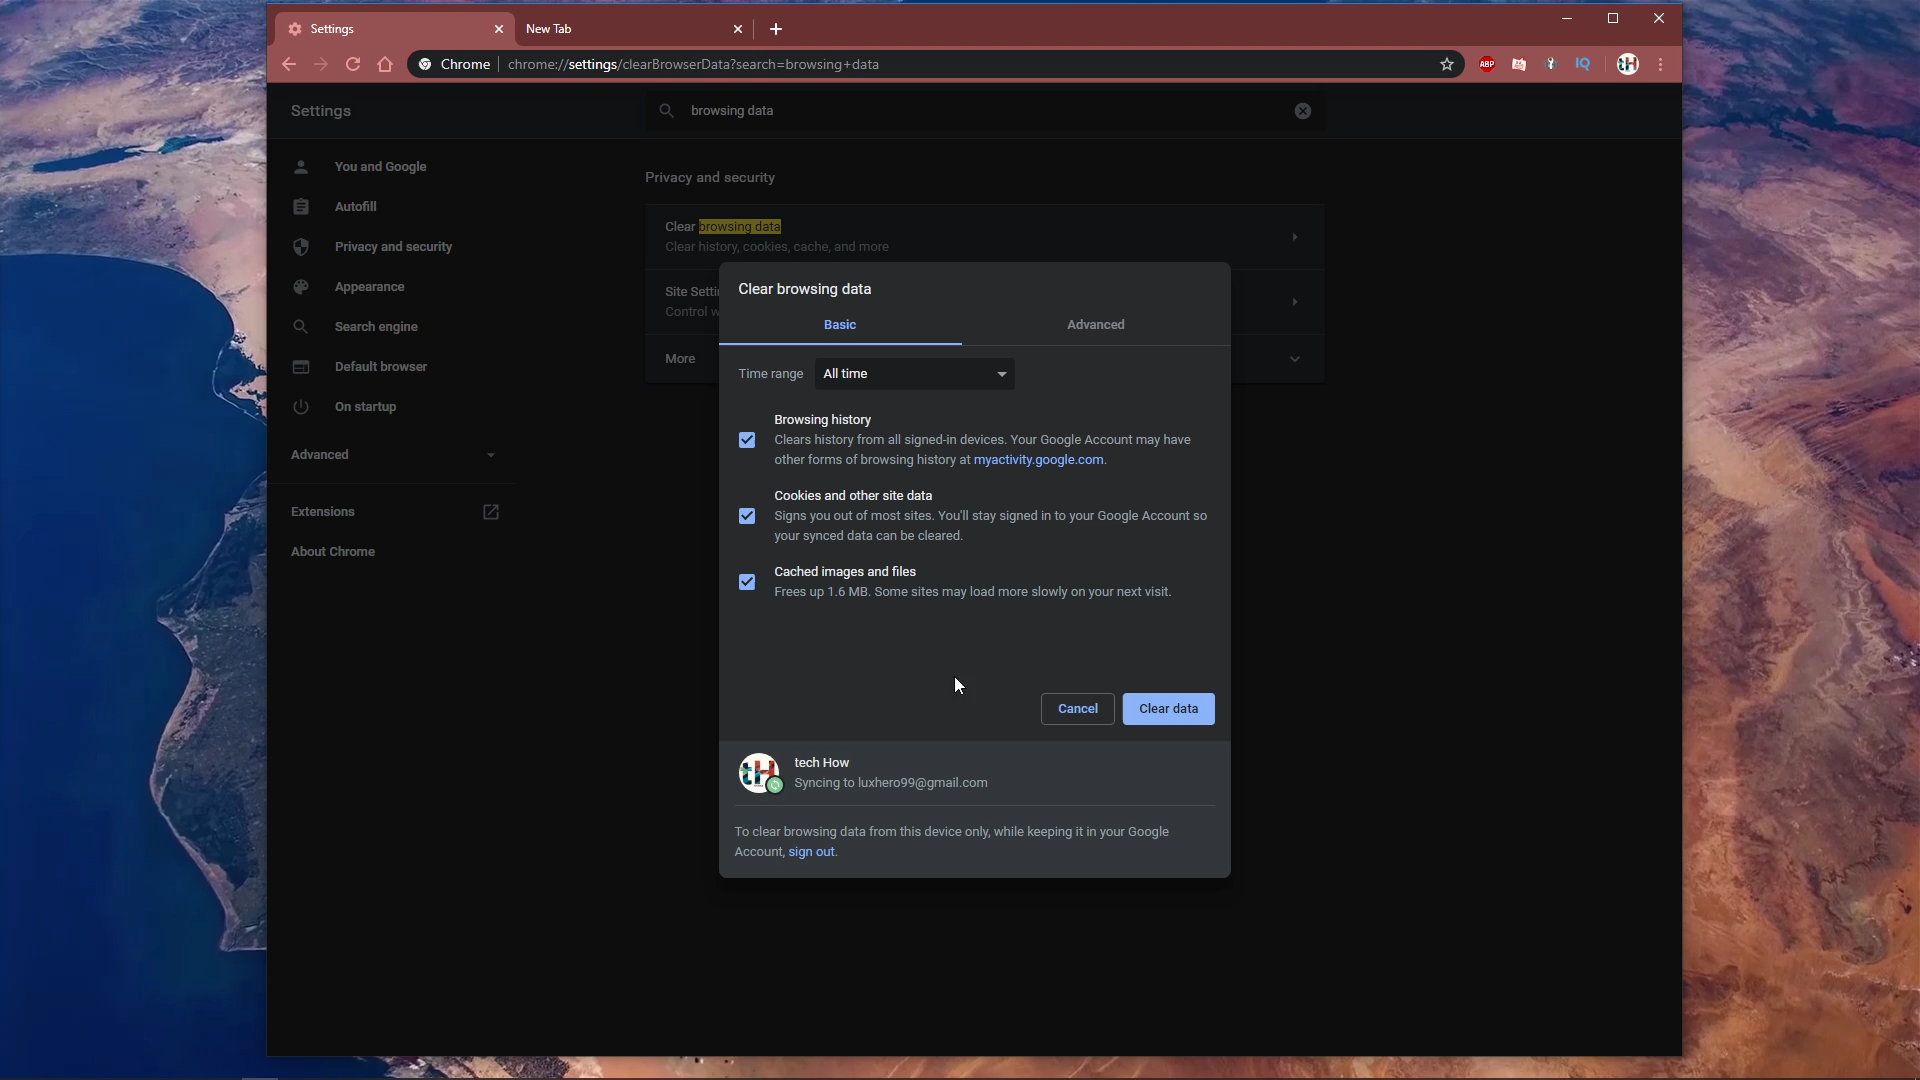 Settings
New Tab
Chrome
chrome://settings/clearBrowserData?search=browsing+data
ABP
IQ
tH
Settings
browsing data
You and Google
Autofill
Privacy and security
Appearance
Search engine
Default browser
On startup
Advanced
Extensions
About Chrome
Privacy and security
Clear browsing data
Clear history, cookies, cache, and more
Site Setti
Control w
More
Clear browsing data
Basic
Advanced
Time range
All time
Browsing history
Clears history from all signed-in devices. Your Google Account may have
other forms of browsing history at myactivity.google.com.
Cookies and other site data
Signs you out of most sites. You'll stay signed in to your Google Account so
your synced data can be cleared.
Cached images and files
Frees up 1.6 MB. Some sites may load more slowly on your next visit.
Cancel
Clear data
tH
tech How
Syncing to luxhero99@gmail.com
To clear browsing data from this device only, while keeping it in your Google
Account, sign out.